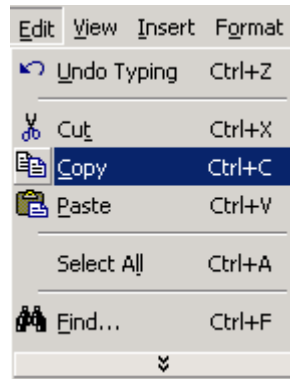 Edit View Insert Format
Undo Typing Ctrl+Z
Cut Ctrl+X
Copy Ctrl+C
Paste Ctrl+V
Select All Ctrl+A
Find... Ctrl+F